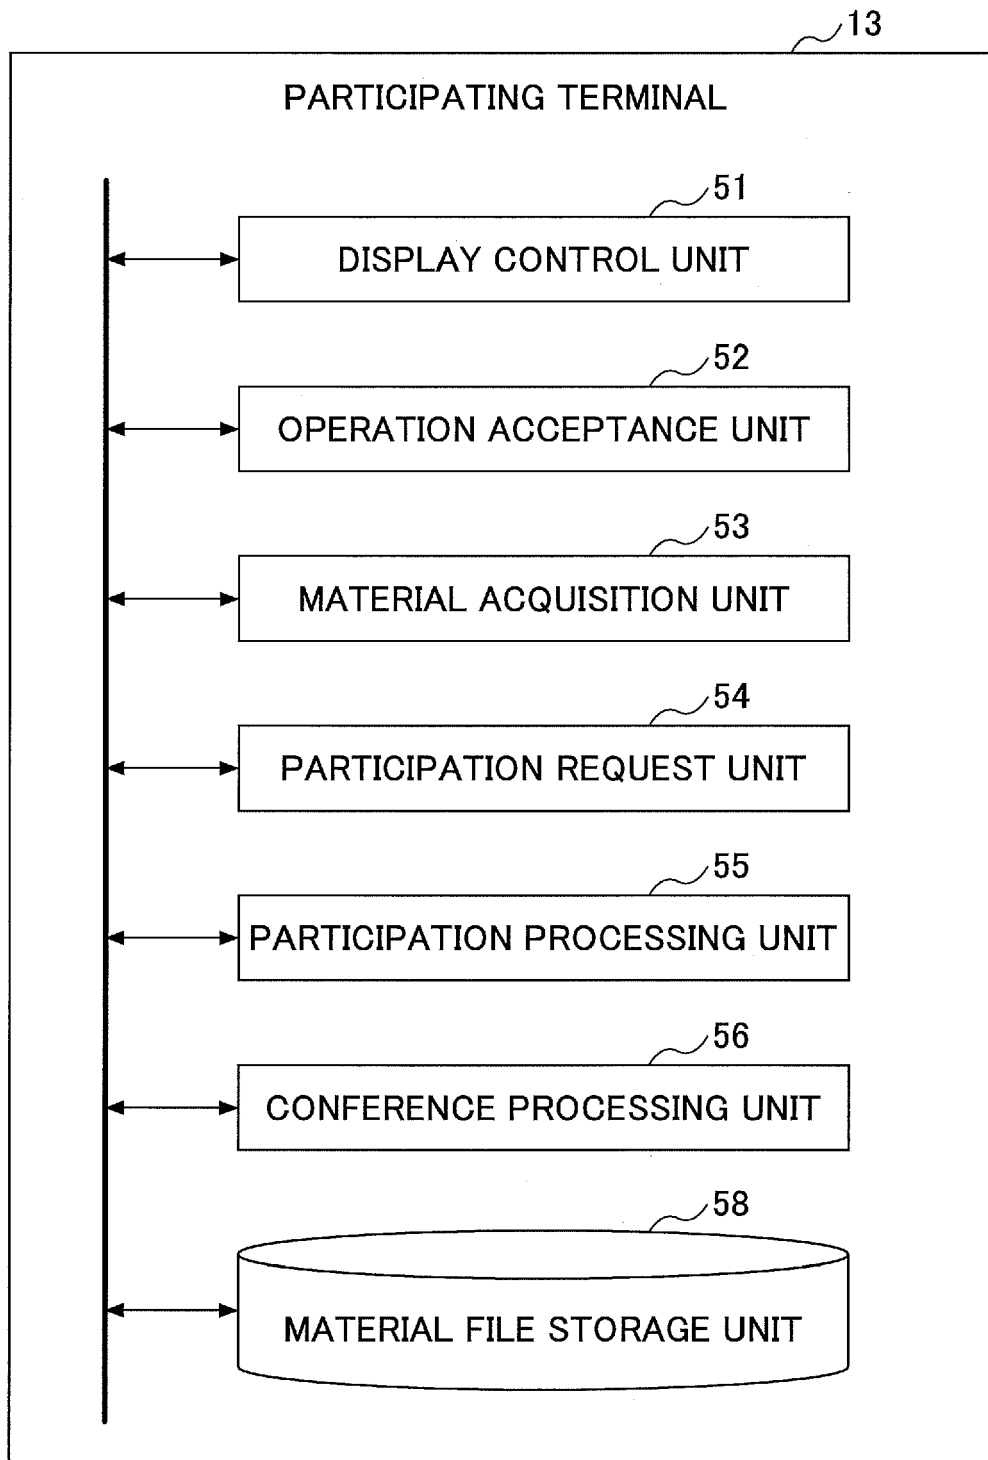 13
PARTICIPATING TERMINAL
51
DISPLAY CONTROL UNIT
52
OPERATION ACCEPTANCE UNIT
53
MATERIAL ACQUISITION UNIT
54
PARTICIPATION REQUEST UNIT
55
PARTICIPATION PROCESSING UNIT
56
CONFERENCE PROCESSING UNIT
58
MATERIAL FILE STORAGE UNIT